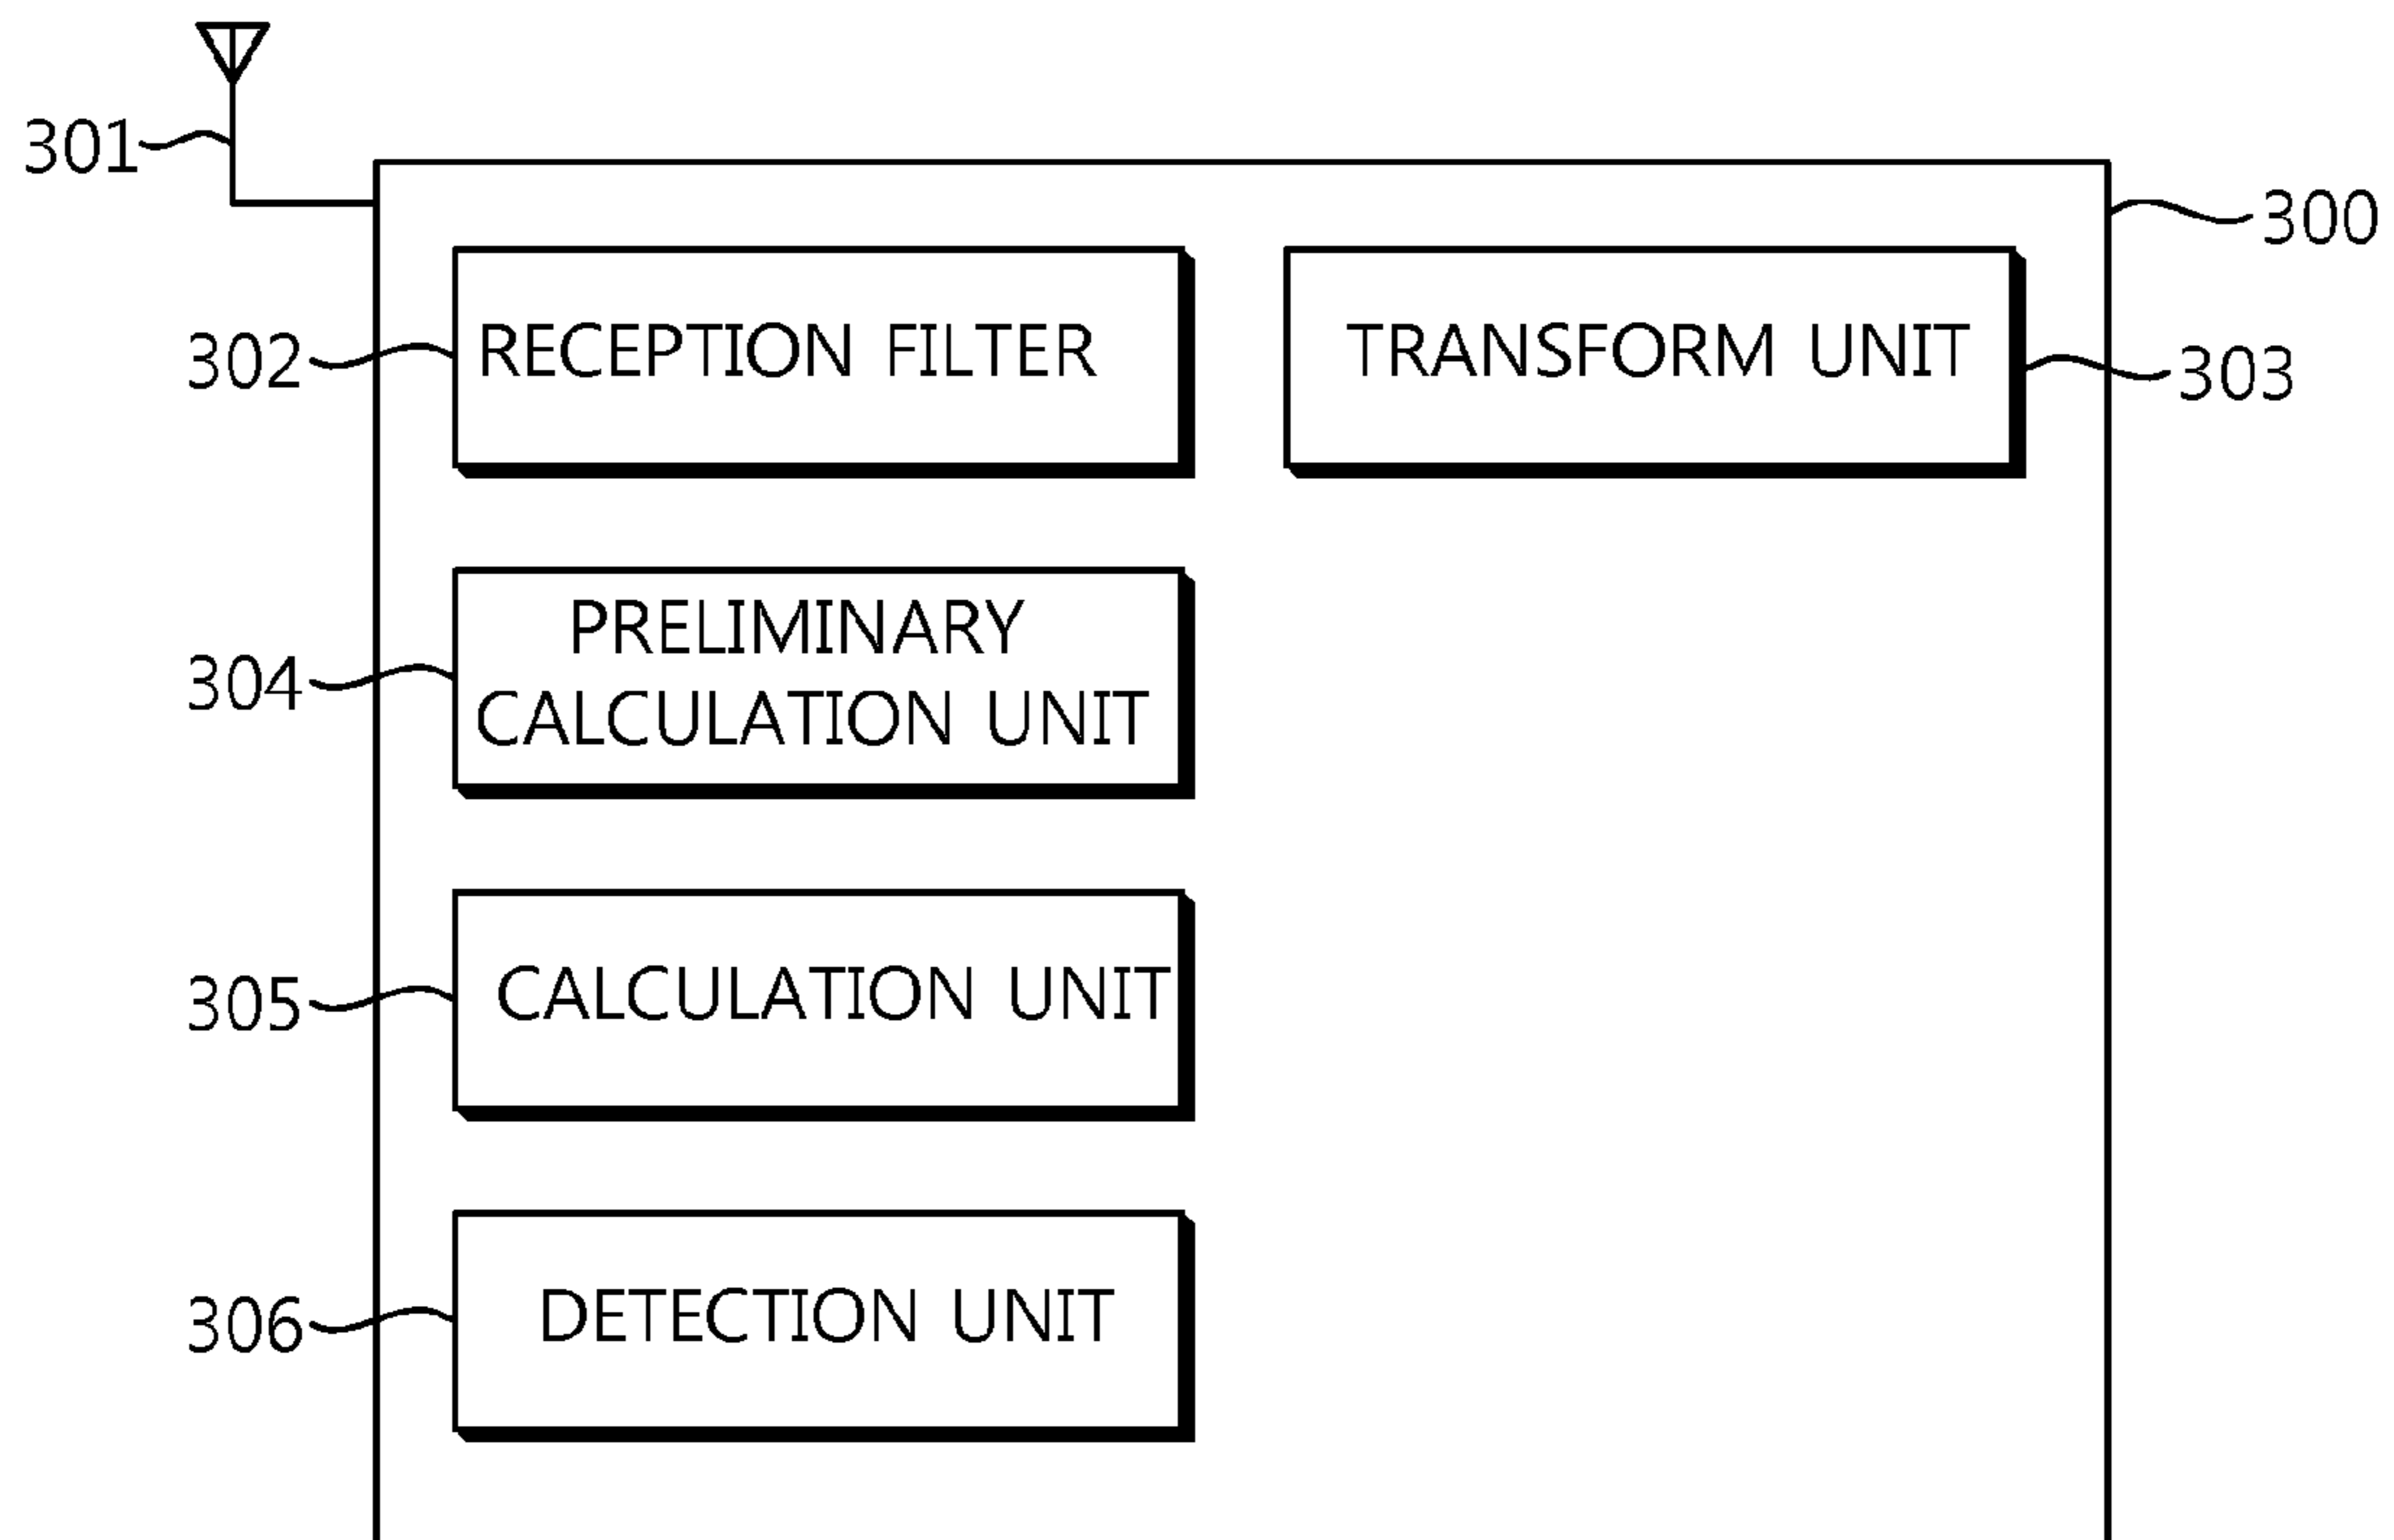 301
300
302
RECEPTION FILTER
TRANSFORM UNIT
303
304
PRELIMINARY
CALCULATION UNIT
305
CALCULATION UNIT
306
DETECTION UNIT